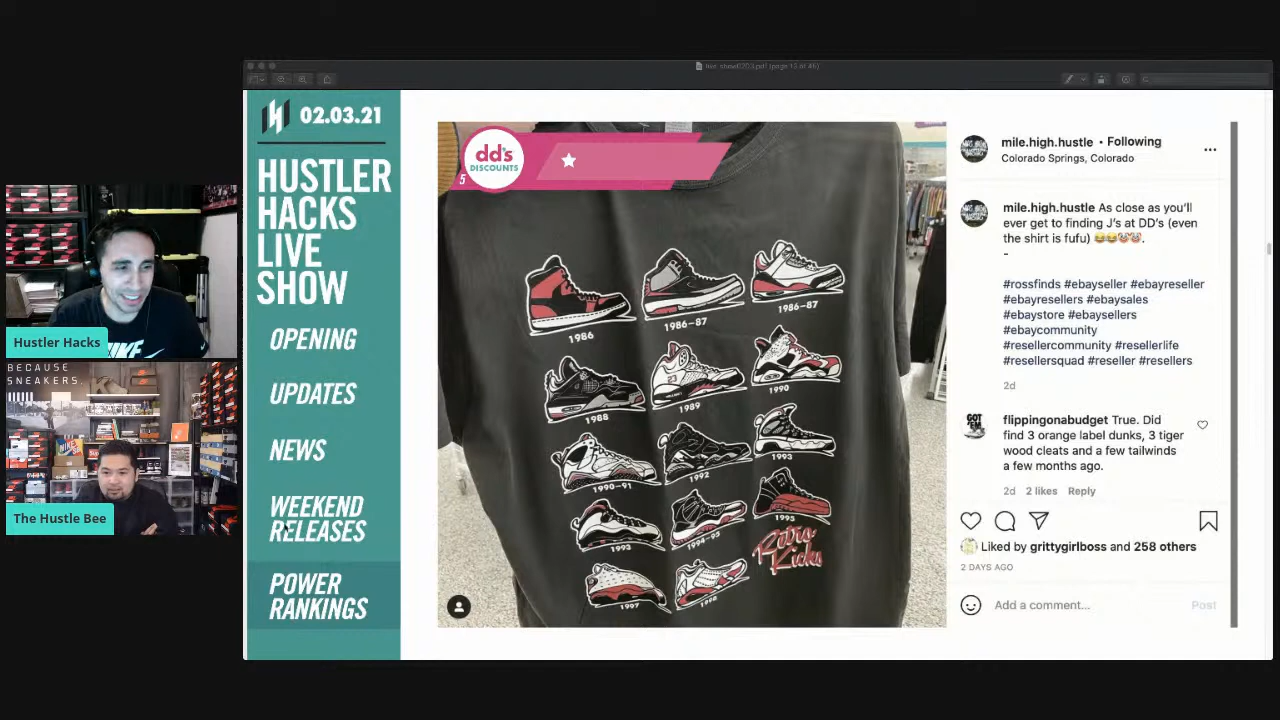 02.03.21
HUSTLER
HACKS
LIVE
SHOW
OPENING
UPDATES
NEWS
WEEKEND
RELEASES
POWER
RANKINGS
Hustler Hacks
BECAUSE
SNEAKERS.
The Hustle Bee
dd's
DISCOUNTS
5
1986
1986-87
1986-87
1988
1989
1990
1990-91
1992
1993
1993
1994-95
1995
1997
1998
Retro
Kicks
mile.high.hustle • Following
Colorado Springs, Colorado
mile.high.hustle As close as you'll
ever get to finding J's at DD's (even
the shirt is fufu) 😂😂🤡🤡.
-
#rossfinds #ebayseller #ebayreseller
#ebayresellers #ebaysales
#ebaystore #ebaysellers
#ebaycommunity
#resellercommunity #resellerlife
#resellersquad #reseller #resellers
2d
GOT
'EM
flippingonabudget True. Did
find 3 orange label dunks, 3 tiger
wood cleats and a few tailwinds
a few months ago.
2d 2 likes Reply
Liked by grittygirlboss and 258 others
2 DAYS AGO
Add a comment...
Post